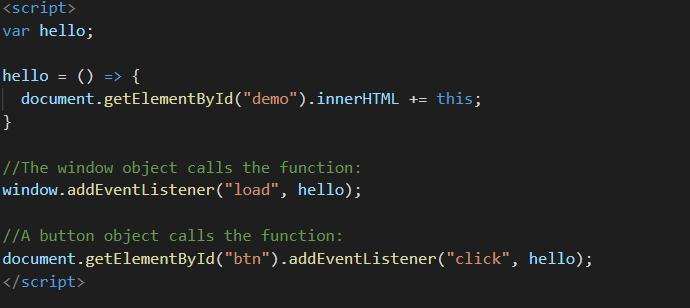 <script>
var hello;
hello = () => {
  document.getElementById("demo").innerHTML += this;
}
//The window object calls the function:
window.addEventListener("load", hello);
//A button object calls the function:
document.getElementById("btn").addEventListener("click", hello);
</script>